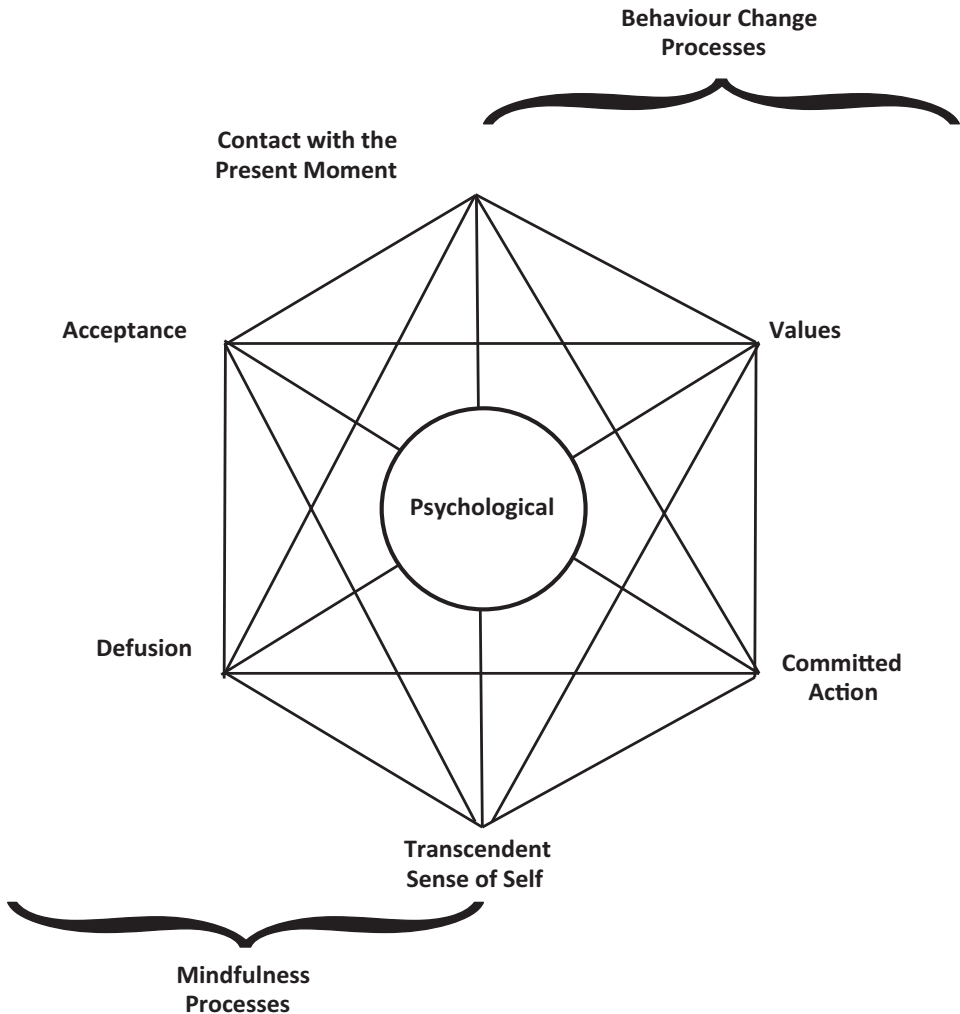 Behaviour Change
Processes
Contact with the
Present Moment
Acceptance
Values
Psychological
Defusion
Committed
Action
Transcendent
Sense of Self
Mindfulness
Processes